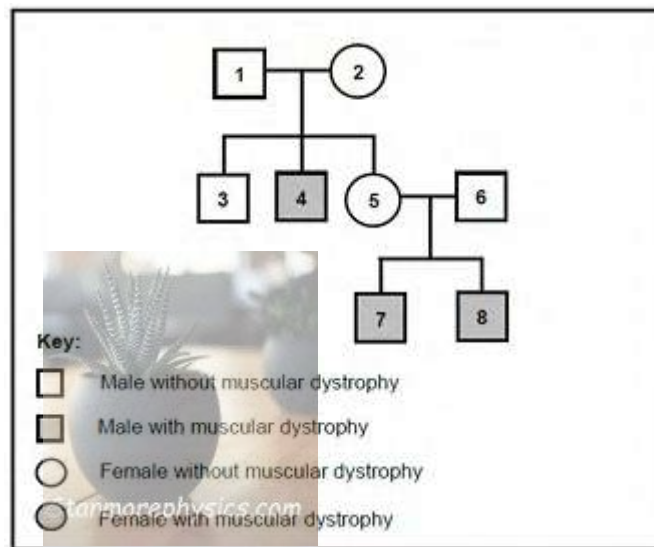 1 2
3 4 5 6
7 8
Key:
Male without muscular dystrophy
Male with muscular dystrophy
Female without muscular dystrophy
Stanmorephysics.com
Female with muscular dystrophy